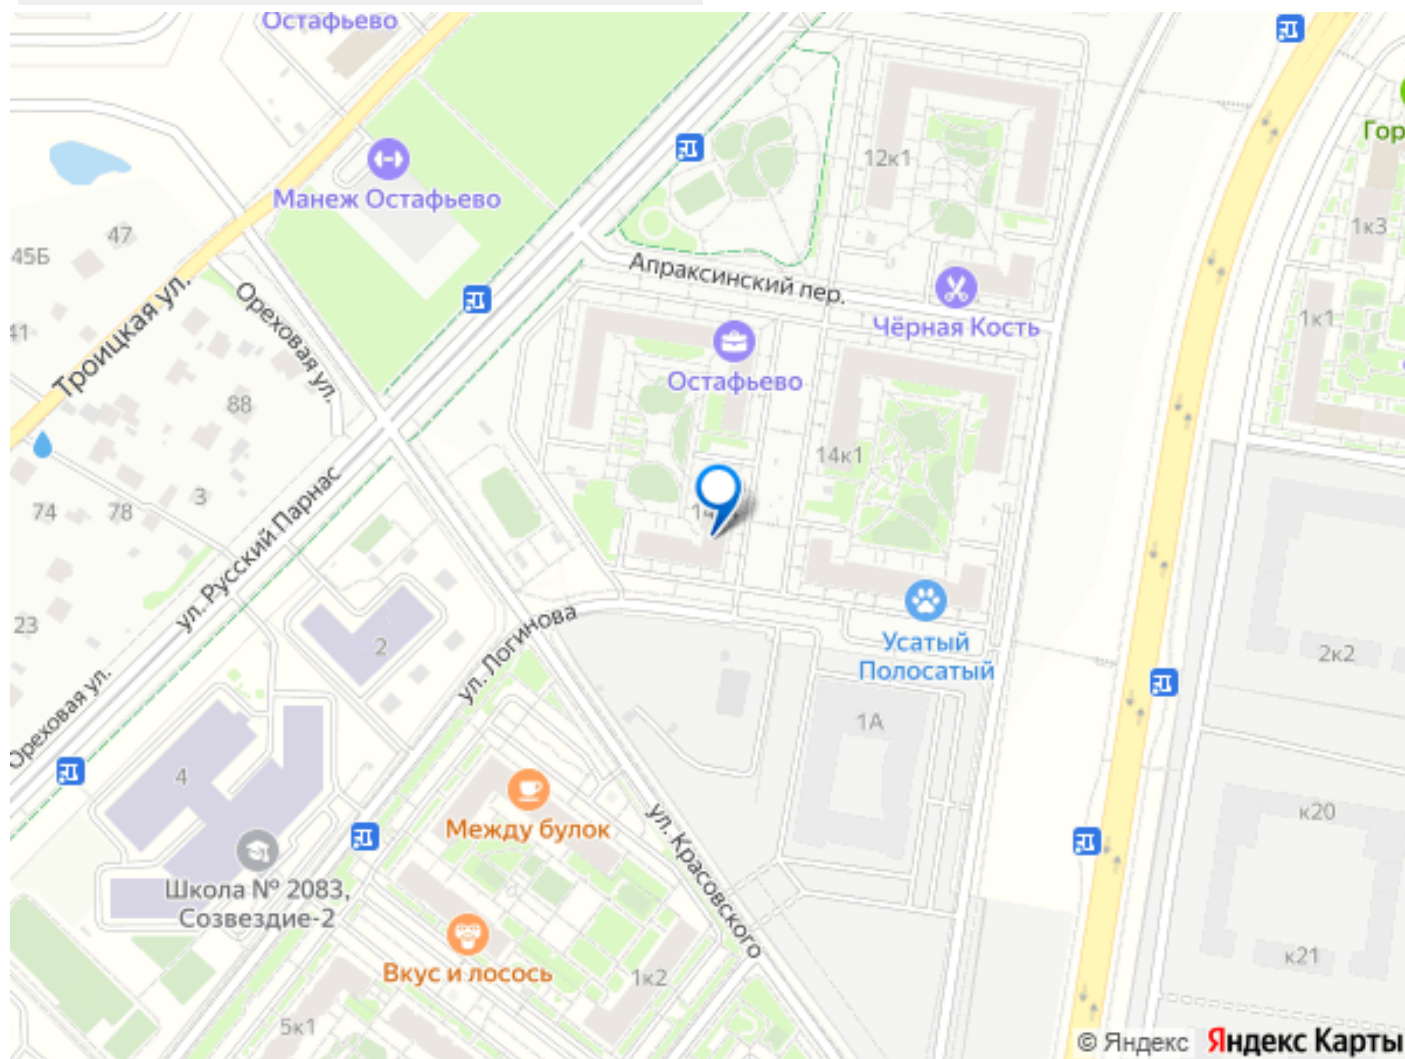 Остафьево
Манеж Остафьево
12к1
Гор
1к3
47
45Б
Апраксинский пер.
Троицкая ул.
Ореховая ул.
Чёрная Кость
1к1
41
Остафьево
88
14к1
74
78
3
ул. Русский Парнас
23
2
ул. Логинова
Усатый
Полосатый
2к2
Ореховая ул.
1А
4
Между булок
ул. Красовского
к20
Школа № 2083,
Созвездие-2
Вкус и лосось
1к2
к21
5к1
© Яндекс Яндекс Карты